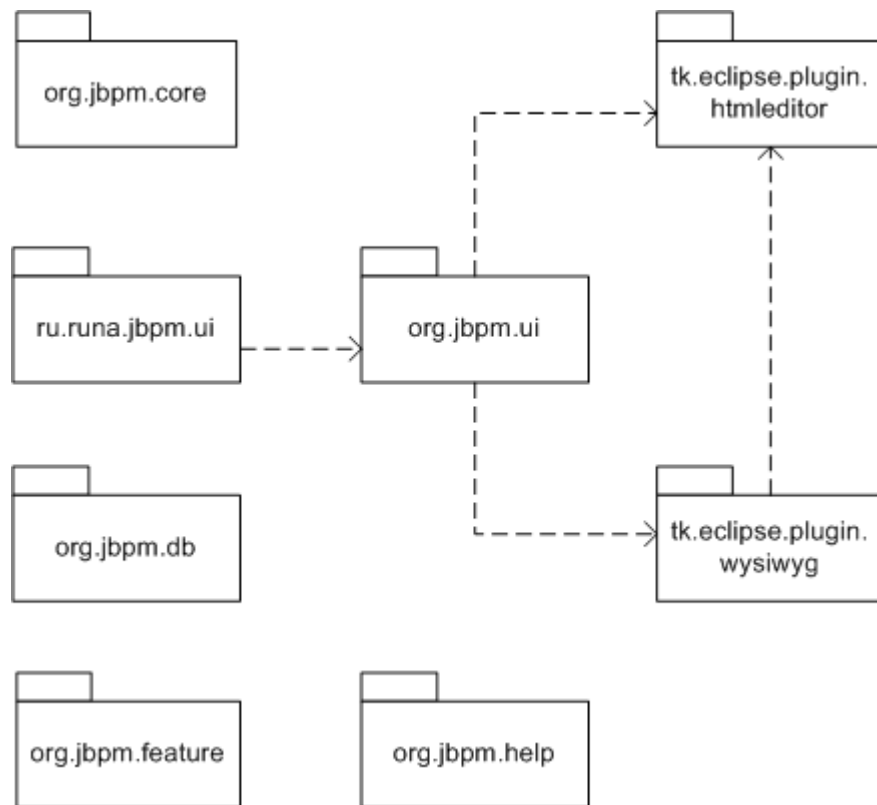 org.jbpm.core
tk.eclipse.plugin.
htmleditor
ru.runa.jbpm.ui
org.jbpm.ui
org.jbpm.db
tk.eclipse.plugin.
wysiwyg
org.jbpm.feature
org.jbpm.help